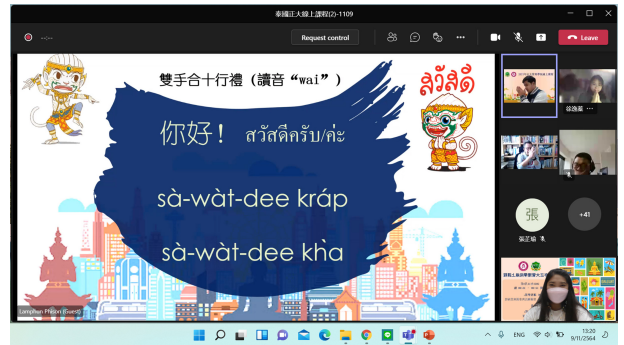 泰國正大線上課程(2)-1109
--:--
Request control
Leave
雙手合十行禮 (讀音 “wai” )
สวัสดี
你好! สวัสดีครับ/ค่ะ
sà-wàt-dee kráp
sà-wàt-dee khà
Lamphan Phison (Guest)
張
+41
張芷瑜
ENG
13:20
9/11/2564